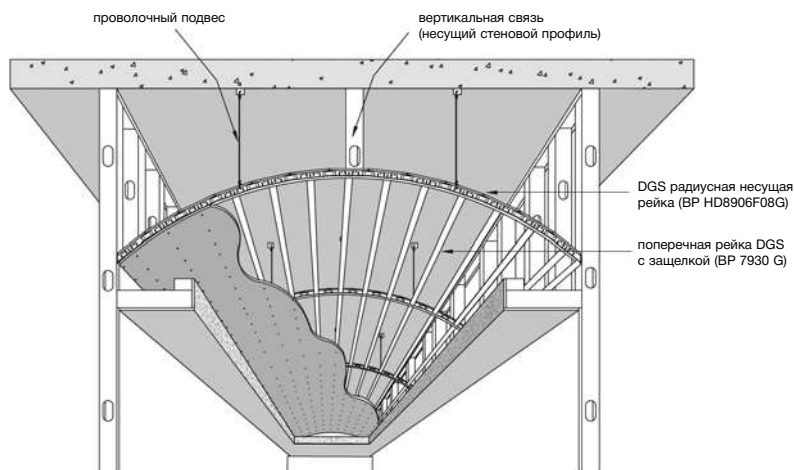 проволочный подвес
вертикальная связь
(несущий стеновой профиль)
DGS радиусная несущая
рейка (BP HD8906F08G)
поперечная рейка DGS
с защелкой (BP 7930 G)